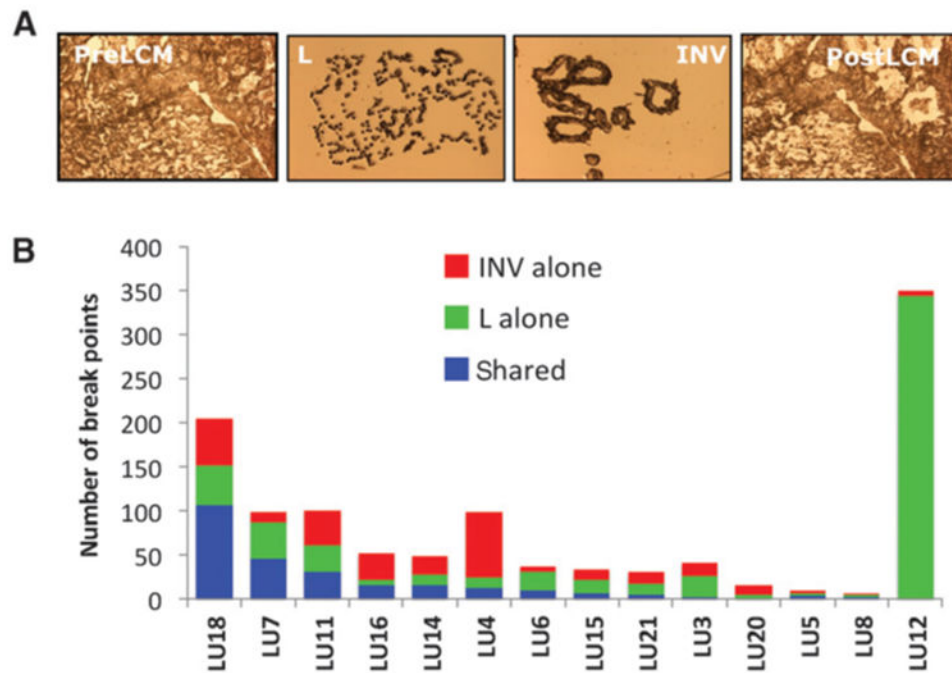 A
PreLCM
L
INV
PostLCM
B
Number of break points
400
350
300
250
200
150
100
50
0
INV alone
L alone
Shared
LU18
LU7
LU11
LU16
LU14
LU4
LU6
LU15
LU21
LU3
LU20
LU5
LU8
LU12